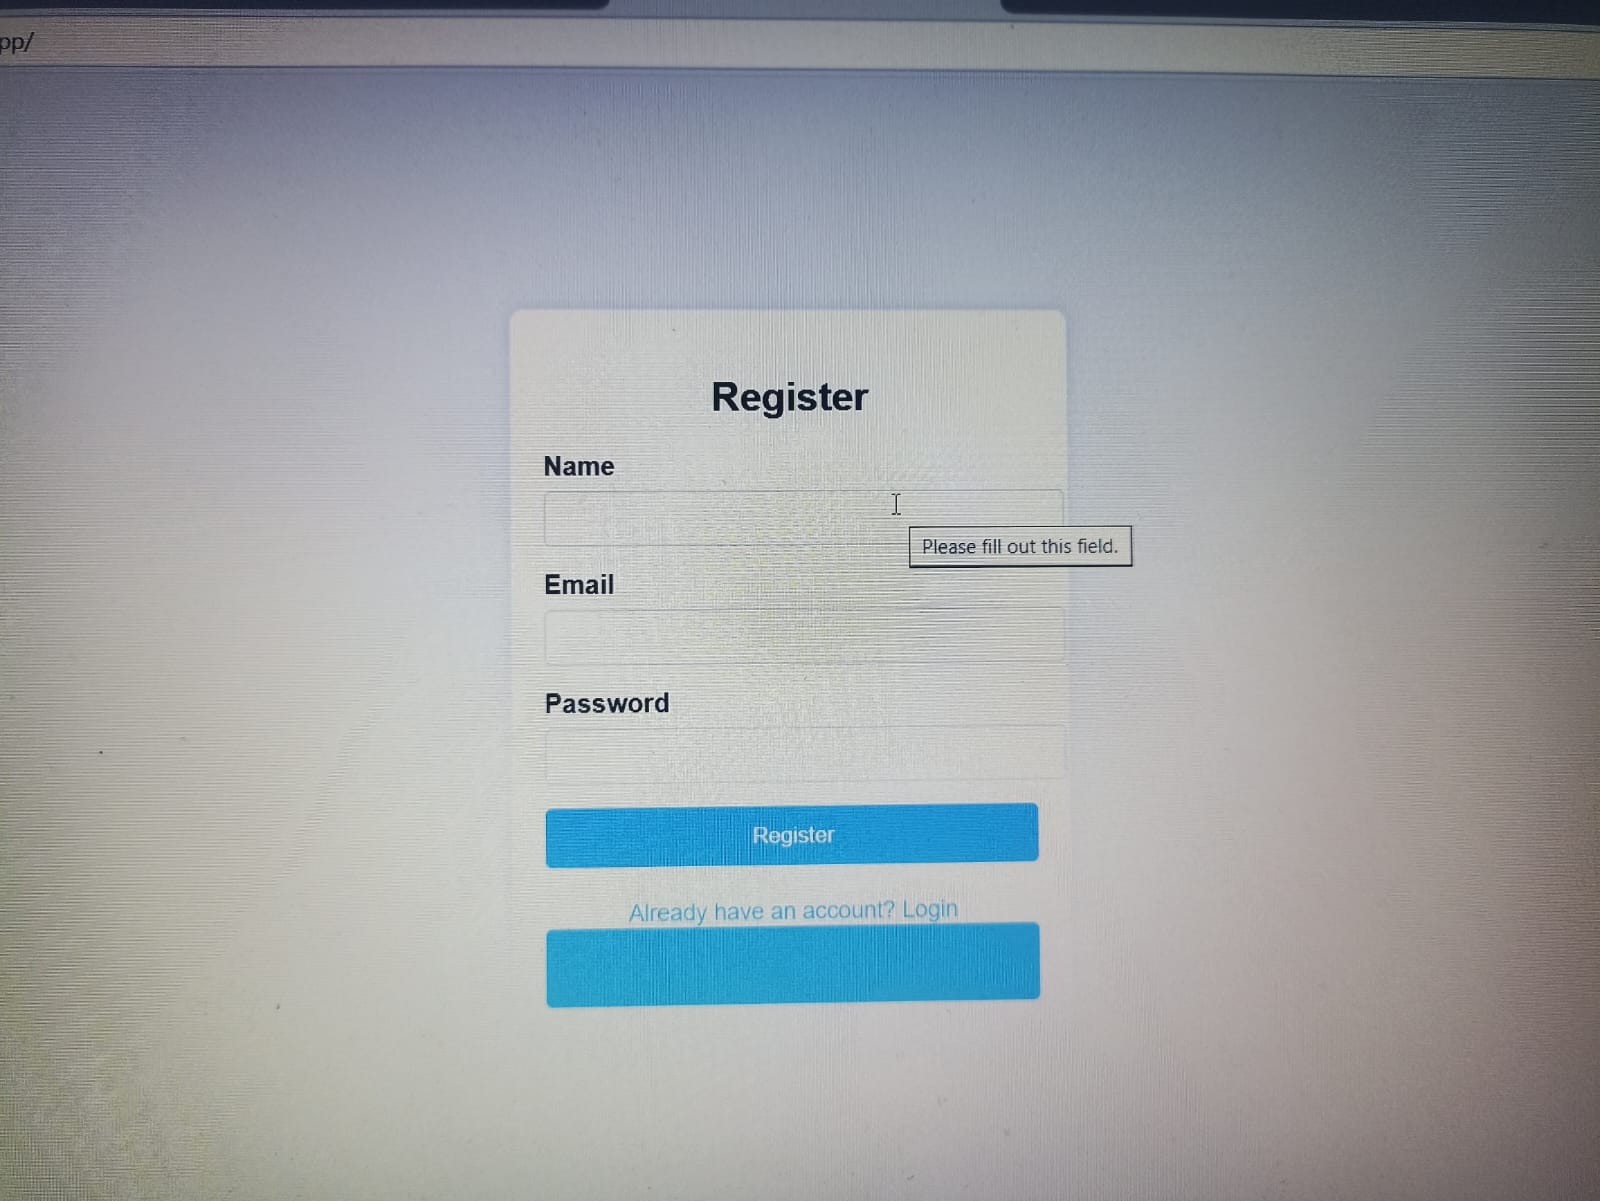 pp/
Register
Name
Please fill out this field.
Email
Password
Register
Already have an account? Login